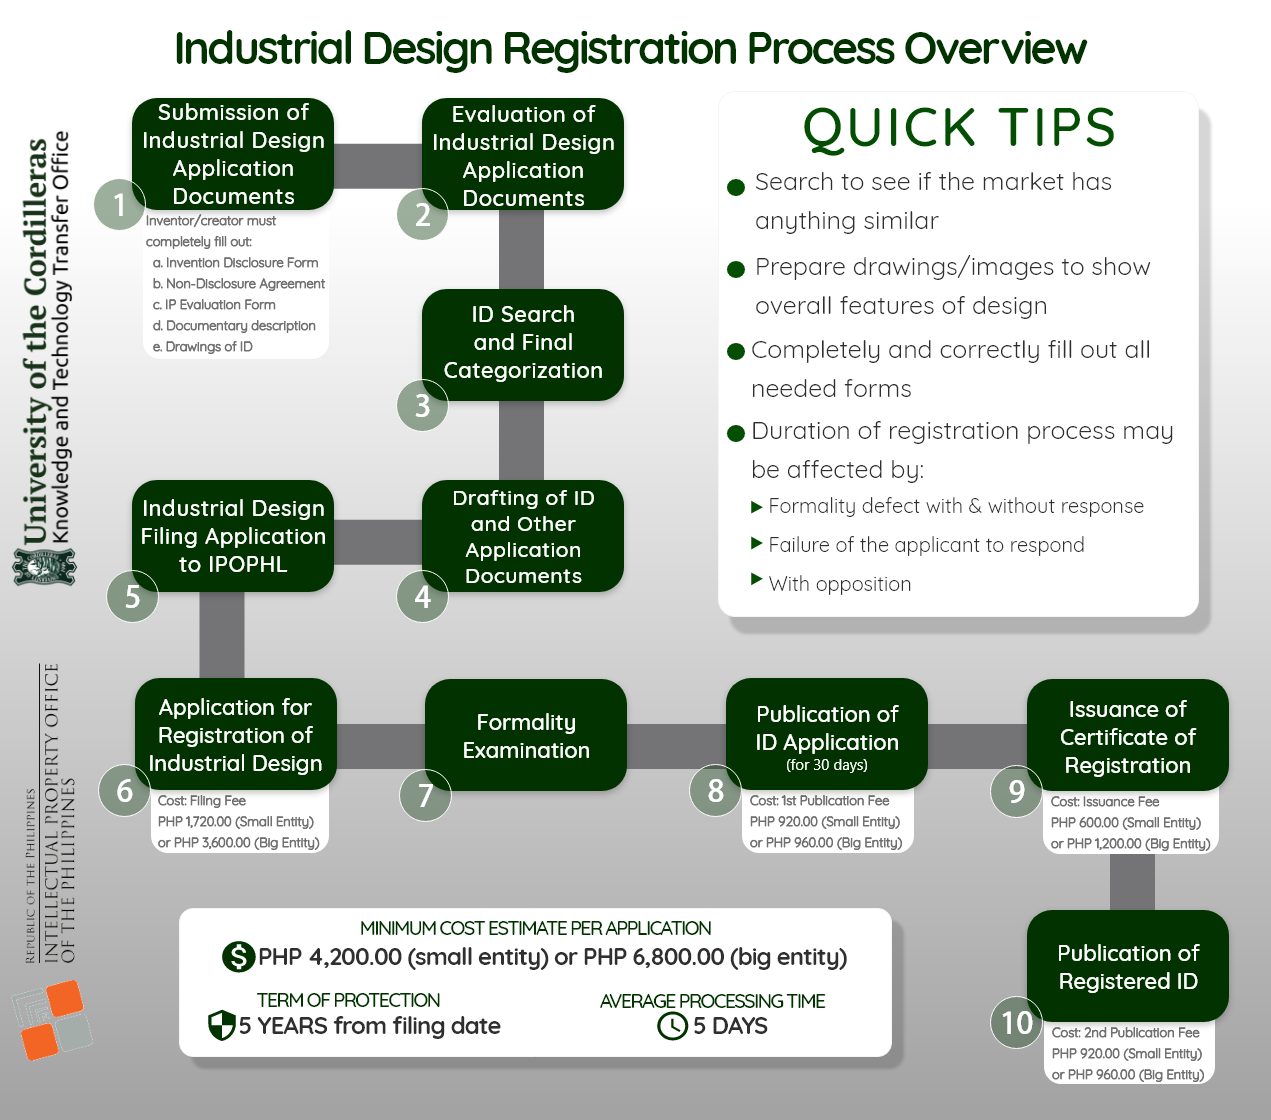 Industrial Design Registration Process Overview
University of the Cordilleras
Knowledge and Technology Transfer Office
REPUBLIC OF THE PHILIPPINES
INTELLECTUAL PROPERTY OFFICE
OF THE PHILIPPINES
Submission of
Industrial Design
Application
Documents
1
Inventor/creator must
completely fill out:
a. Invention Disclosure Form
b. Non-Disclosure Agreement
c. IP Evaluation Form
d. Documentary description
e. Drawings of ID
Evaluation of
Industrial Design
Application
Documents
2
ID Search
and Final
Categorization
3
Drafting of ID
and Other
Application
Documents
4
Industrial Design
Filing Application
to IPOPHL
5
QUICK TIPS
Search to see if the market has
anything similar
Prepare drawings/images to show
overall features of design
Completely and correctly fill out all
needed forms
Duration of registration process may
be affected by:
Formality defect with & without response
Failure of the applicant to respond
With opposition
Application for
Registration of
Industrial Design
6
Cost: Filing Fee
PHP 1,720.00 (Small Entity)
or PHP 3,600.00 (Big Entity)
Formality
Examination
7
Publication of
ID Application
(for 30 days)
8
Cost: 1st Publication Fee
PHP 920.00 (Small Entity)
or PHP 960.00 (Big Entity)
Issuance of
Certificate of
Registration
9
Cost: Issuance Fee
PHP 600.00 (Small Entity)
or PHP 1,200.00 (Big Entity)
Publication of
Registered ID
10
Cost: 2nd Publication Fee
PHP 920.00 (Small Entity)
or PHP 960.00 (Big Entity)
MINIMUM COST ESTIMATE PER APPLICATION
$ PHP 4,200.00 (small entity) or PHP 6,800.00 (big entity)
TERM OF PROTECTION
5 YEARS from filing date
AVERAGE PROCESSING TIME
5 DAYS